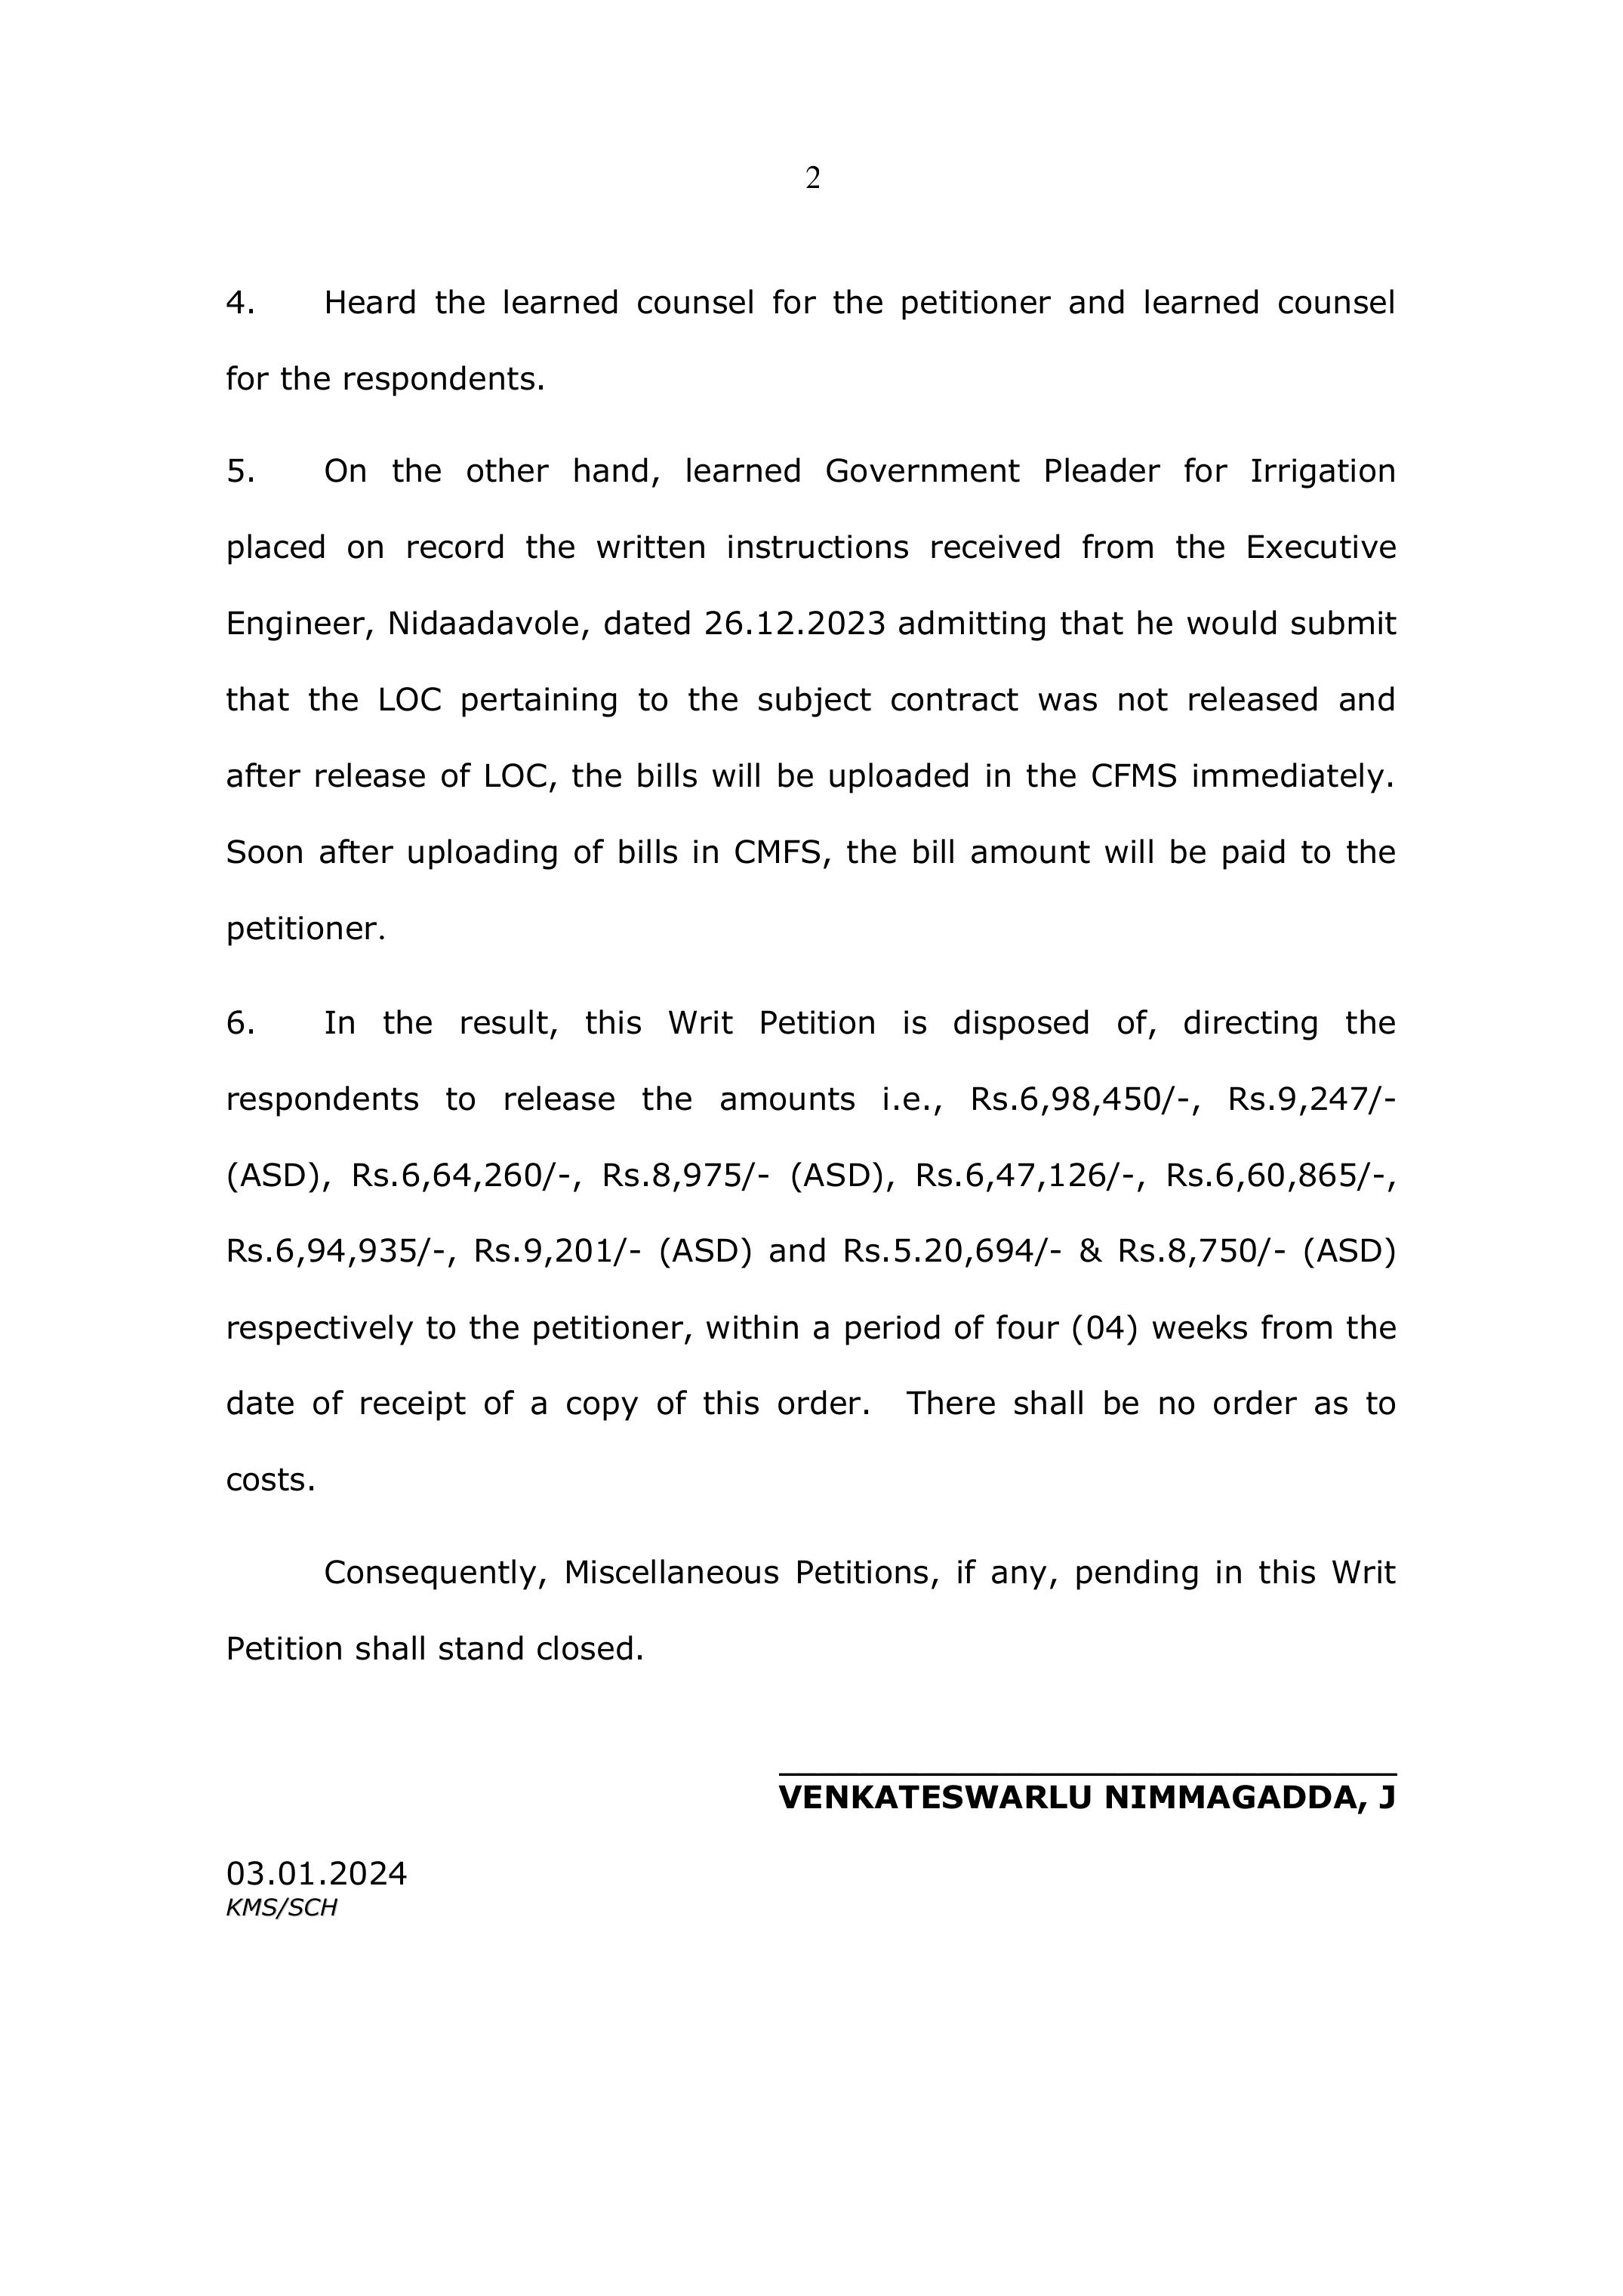 2
4. Heard the learned counsel for the petitioner and learned counsel
for the respondents.
5. On the other hand, learned Government Pleader for Irrigation
placed on record the written instructions received from the Executive
Engineer, Nidaadavole, dated 26.12.2023 admitting that he would submit
that the LOC pertaining to the subject contract was not released and
after release of LOC, the bills will be uploaded in the CFMS immediately.
Soon after uploading of bills in CMFS, the bill amount will be paid to the
petitioner.
6. In the result, this Writ Petition is disposed of, directing the
respondents to release the amounts i.e., Rs.6,98,450/-, Rs.9,247/-
(ASD), Rs.6,64,260/-, Rs.8,975/- (ASD), Rs.6,47,126/-, Rs.6,60,865/-,
Rs.6,94,935/-, Rs.9,201/- (ASD) and Rs.5.20,694/- & Rs.8,750/- (ASD)
respectively to the petitioner, within a period of four (04) weeks from the
date of receipt of a copy of this order. There shall be no order as to
costs.
Consequently, Miscellaneous Petitions, if any, pending in this Writ
Petition shall stand closed.
VENKATESWARLU NIMMAGADDA, J
03.01.2024
KMS/SCH